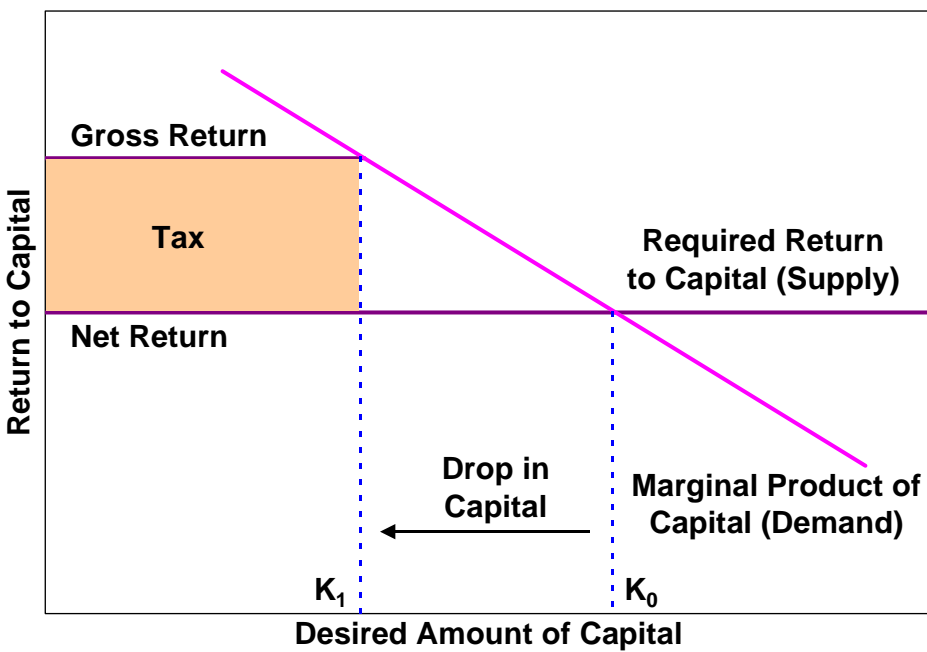 Gross Return
Tax
Net Return
Required Return
to Capital (Supply)
Drop in
Capital
Marginal Product of
Capital (Demand)
K₁
K₀
Return to Capital
Desired Amount of Capital